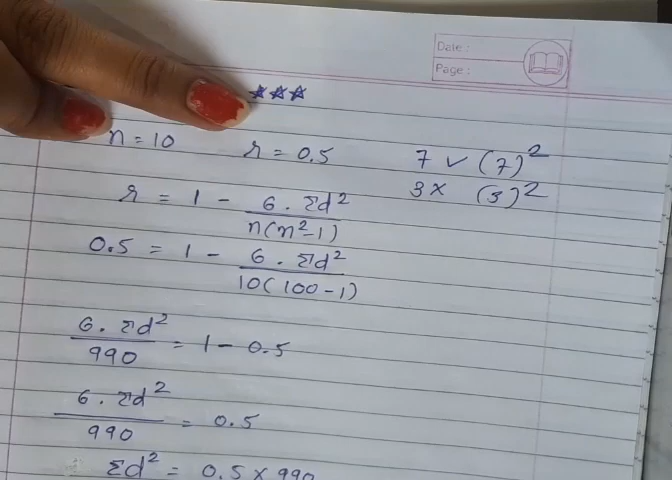 Date :
Page :
☆☆☆
n = 10 r = 0.5 7 ✓ (7)²
3 × (3)²
r = 1 - 6 . Σd² / n(n²-1)
0.5 = 1 - 6 . Σd² / 10(100-1)
6 . Σd² / 990 = 1 - 0.5
6 . Σd² / 990 = 0.5
Σd² = 0.5 × 990